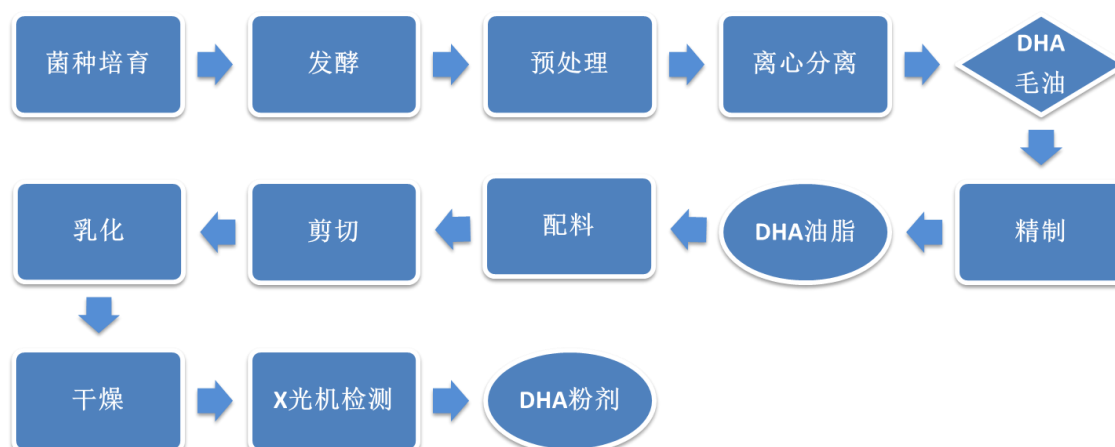 菌种培育
发酵
预处理
离心分离
DHA
毛油
精制
DHA油脂
配料
剪切
乳化
干燥
X光机检测
DHA粉剂